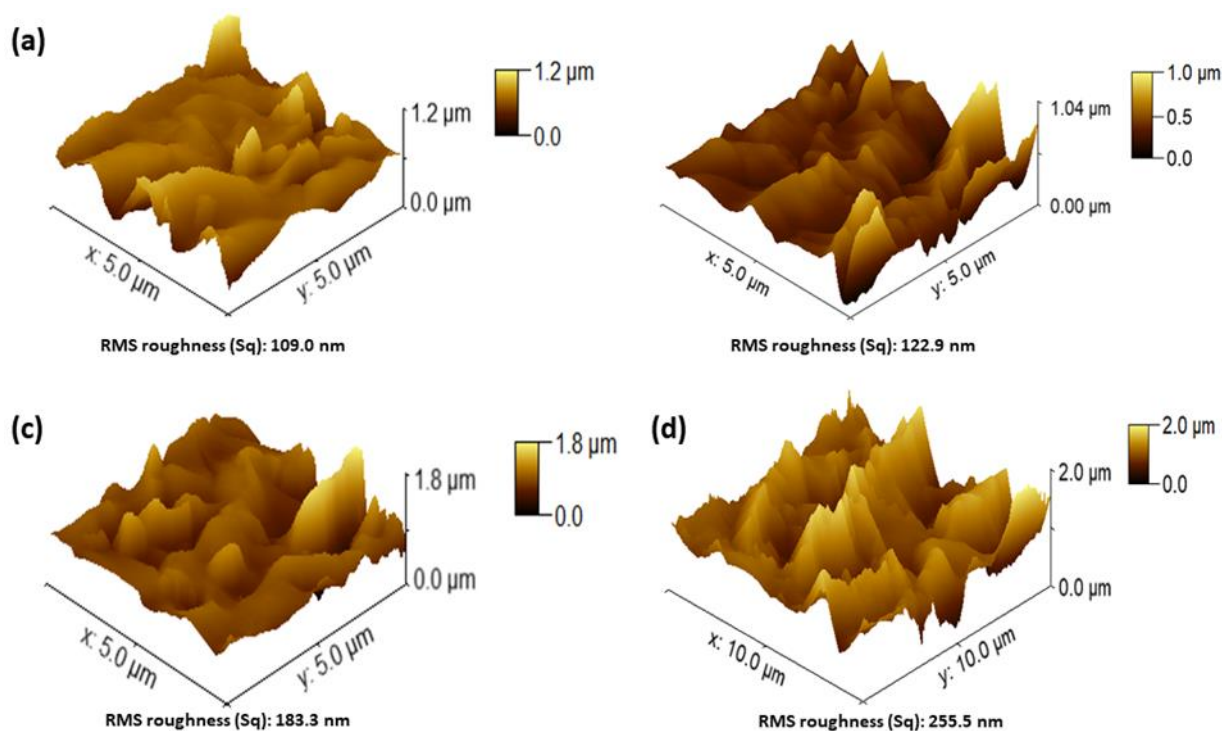 (a)
1.2 µm
0.0
1.2 µm
0.0 µm
x: 5.0 µm
y: 5.0 µm
RMS roughness (Sq): 109.0 nm
1.0 µm
0.5
0.0
1.04 µm
0.00 µm
x: 5.0 µm
y: 5.0 µm
RMS roughness (Sq): 122.9 nm
(c)
1.8 µm
0.0
1.8 µm
0.0 µm
x: 5.0 µm
y: 5.0 µm
RMS roughness (Sq): 183.3 nm
(d)
2.0 µm
0.0
2.0 µm
0.0 µm
x: 10.0 µm
y: 10.0 µm
RMS roughness (Sq): 255.5 nm